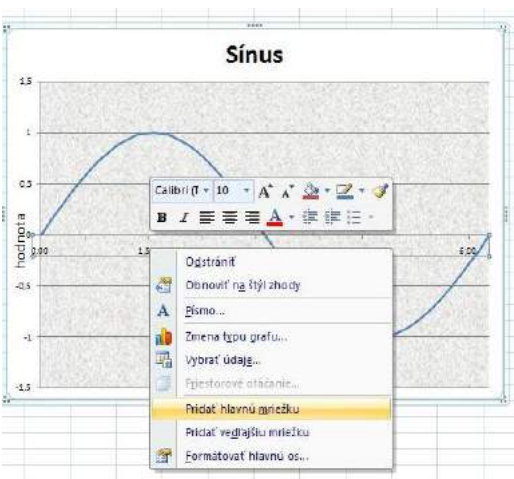 Sínus
1,5
1
0,5
hodnota
0,00
6,00
-0,5
-1
-1,5
Calibri (T
10
A
A
B I A
Odstrániť
Obnoviť na štýl zhody
A Písmo...
Zmena typu grafu...
Vybrať údaje...
Priestorové otáčanie...
Pridať hlavnú mriežku
Pridať vedľajšiu mriežku
Formátovať hlavnú os...